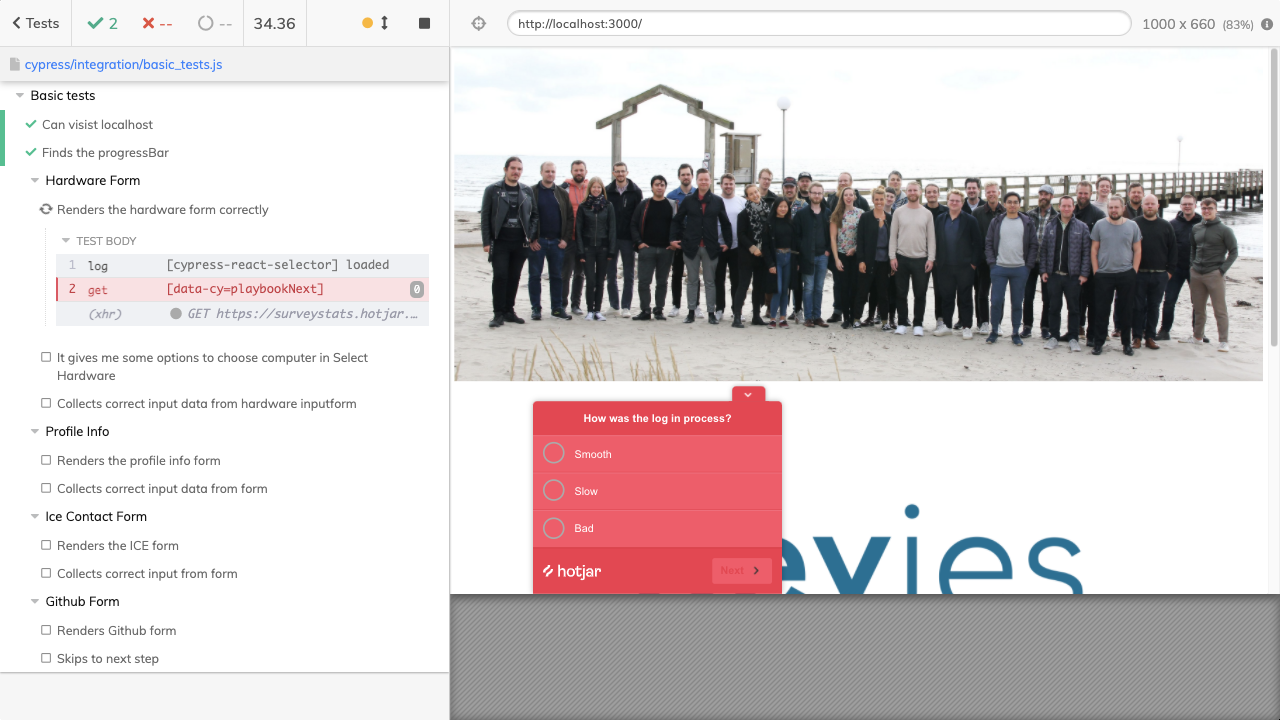 Tests
2
--
--
34.36
http://localhost:3000/
1000 x 660 (83%)
cypress/integration/basic_tests.js
Basic tests
Can visist localhost
Finds the progressBar
Hardware Form
Renders the hardware form correctly
TEST BODY
1 log [cypress-react-selector] loaded
2 get [data-cy=playbookNext] 0
(xhr) GET https://surveystats.hotjar.…
It gives me some options to choose computer in Select
Hardware
Collects correct input data from hardware inputform
Profile Info
Renders the profile info form
Collects correct input data from form
Ice Contact Form
Renders the ICE form
Collects correct input from form
Github Form
Renders Github form
Skips to next step
How was the log in process?
Smooth
Slow
Bad
hotjar
Next
evies